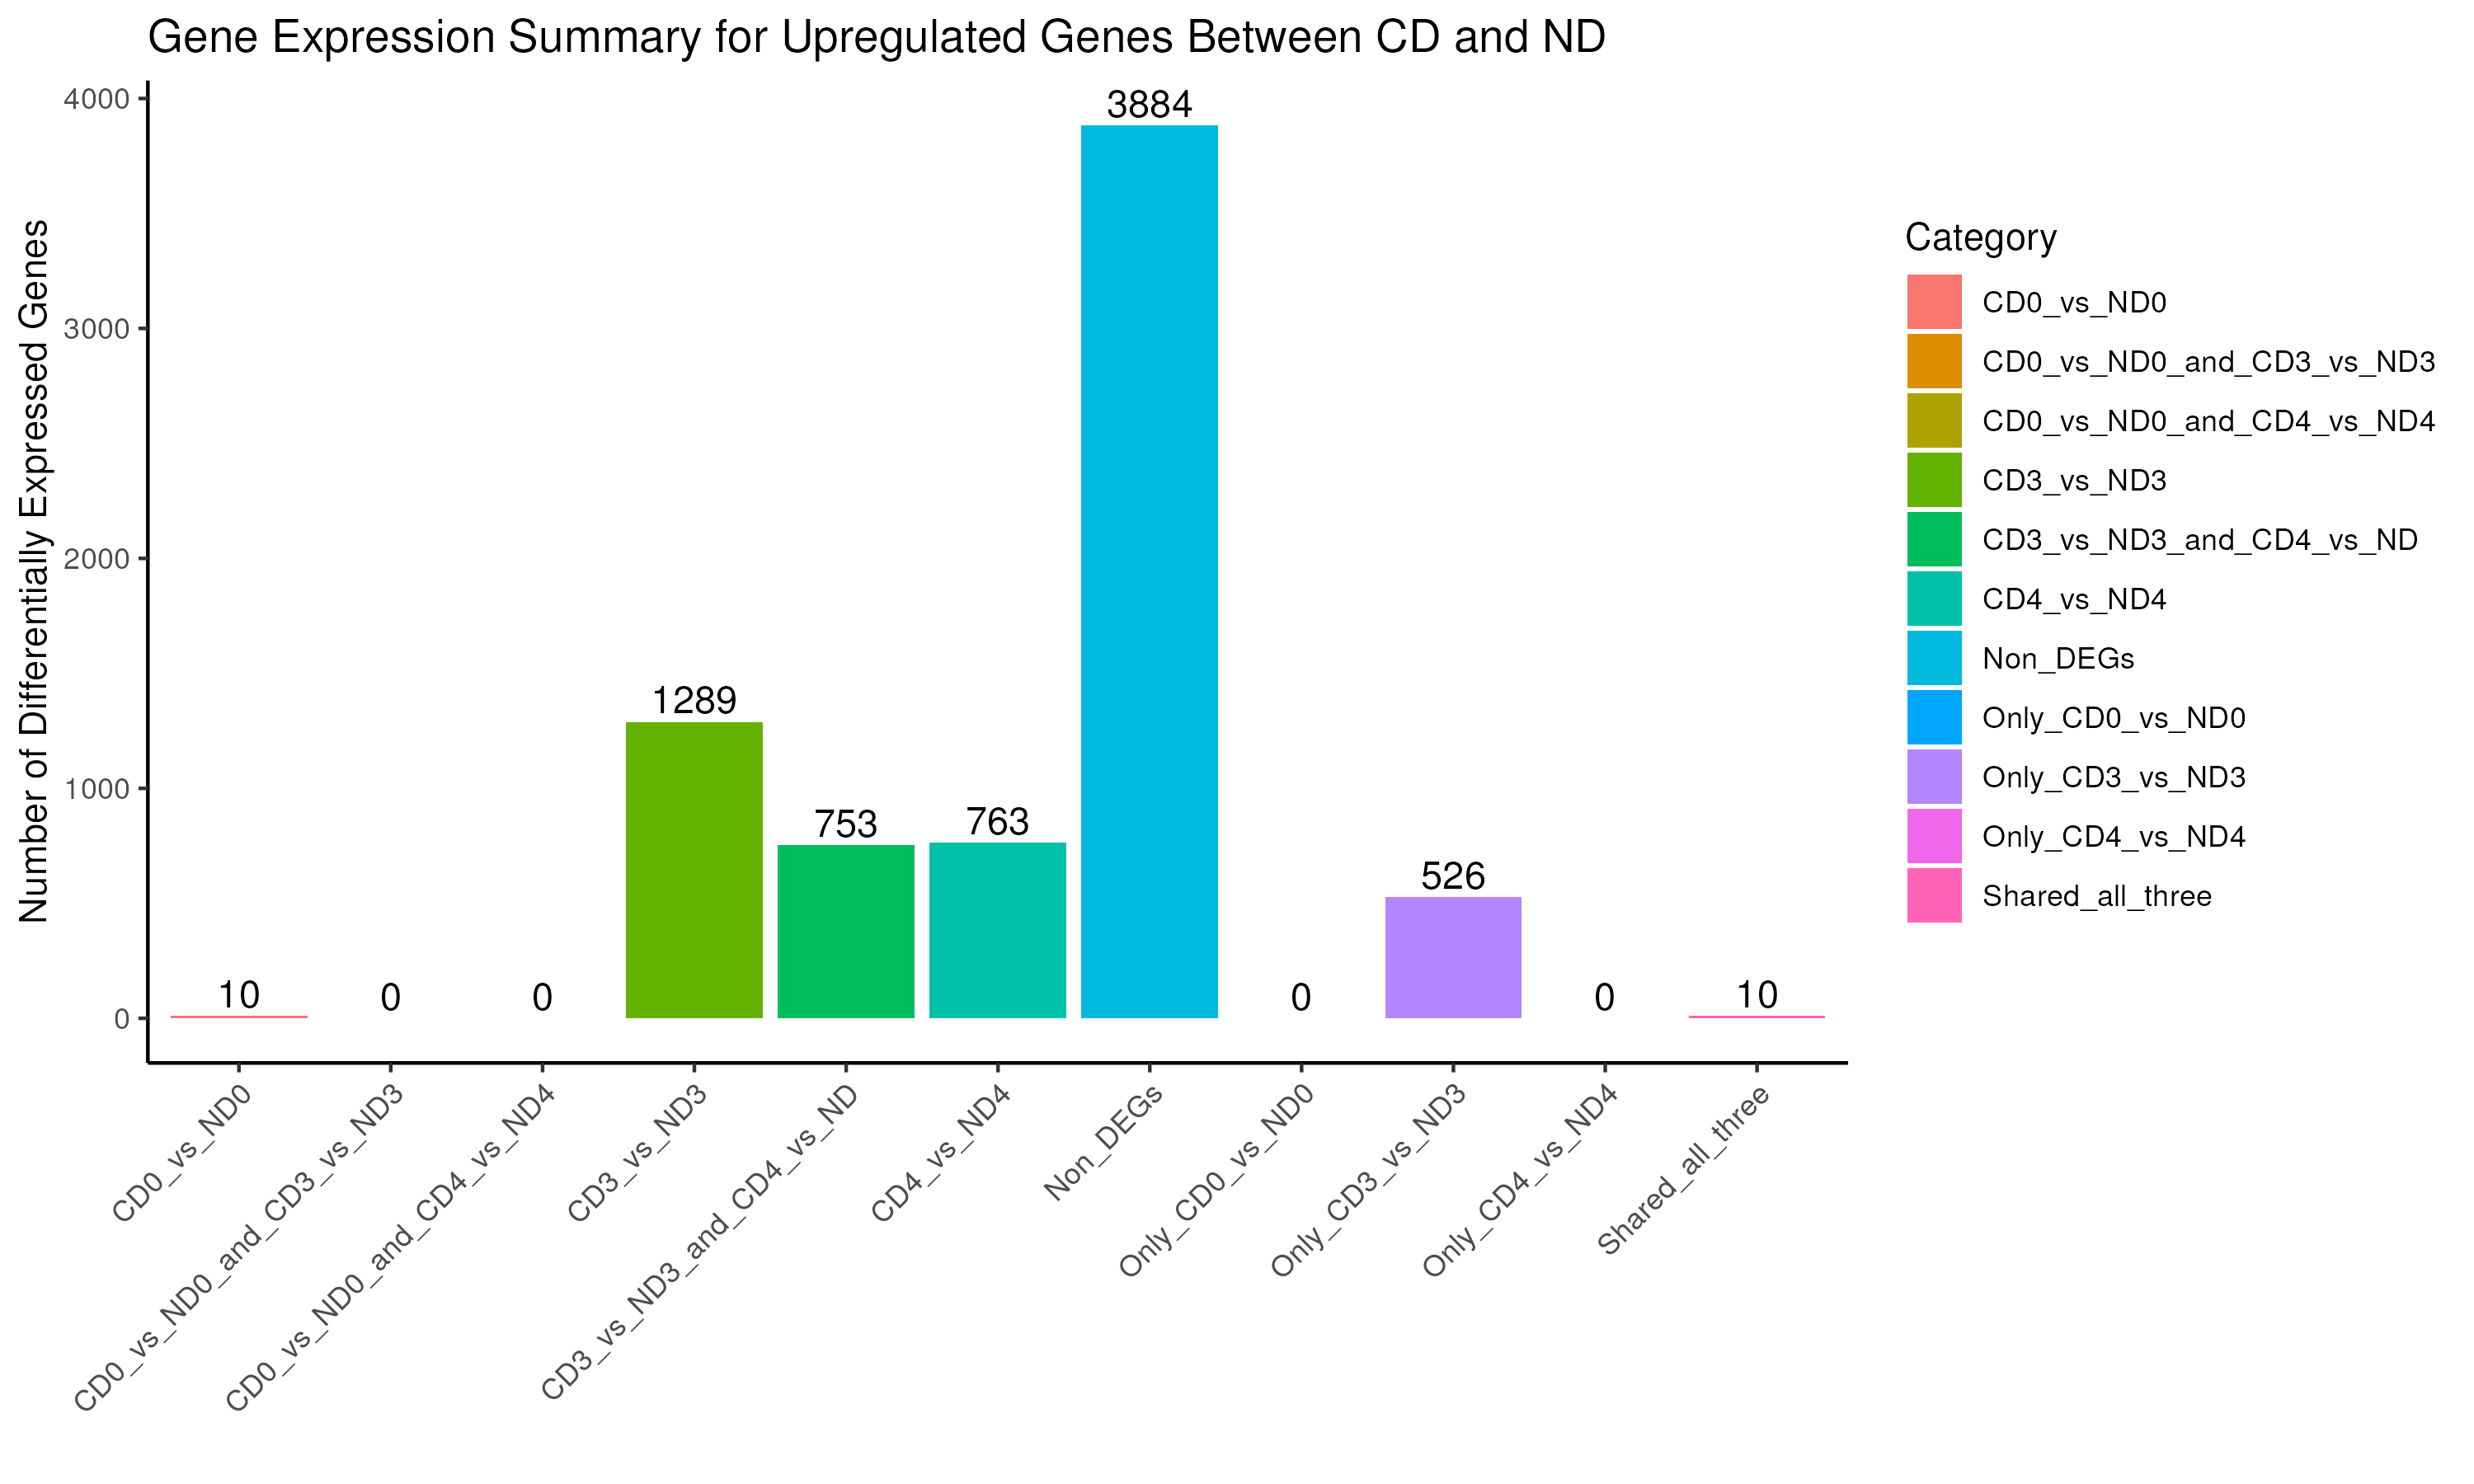 Gene Expression Summary for Upregulated Genes Between CD and ND
Number of Differentially Expressed Genes
4000
3000
2000
1000
0
10
0
0
1289
753
763
3884
0
526
0
10
CD0_vs_ND0
CD0_vs_ND0_and_CD3_vs_ND3
CD0_vs_ND0_and_CD4_vs_ND4
CD3_vs_ND3
CD3_vs_ND3_and_CD4_vs_ND
CD4_vs_ND4
Non_DEGs
Only_CD0_vs_ND0
Only_CD3_vs_ND3
Only_CD4_vs_ND4
Shared_all_three
Category
CD0_vs_ND0
CD0_vs_ND0_and_CD3_vs_ND3
CD0_vs_ND0_and_CD4_vs_ND4
CD3_vs_ND3
CD3_vs_ND3_and_CD4_vs_ND
CD4_vs_ND4
Non_DEGs
Only_CD0_vs_ND0
Only_CD3_vs_ND3
Only_CD4_vs_ND4
Shared_all_three